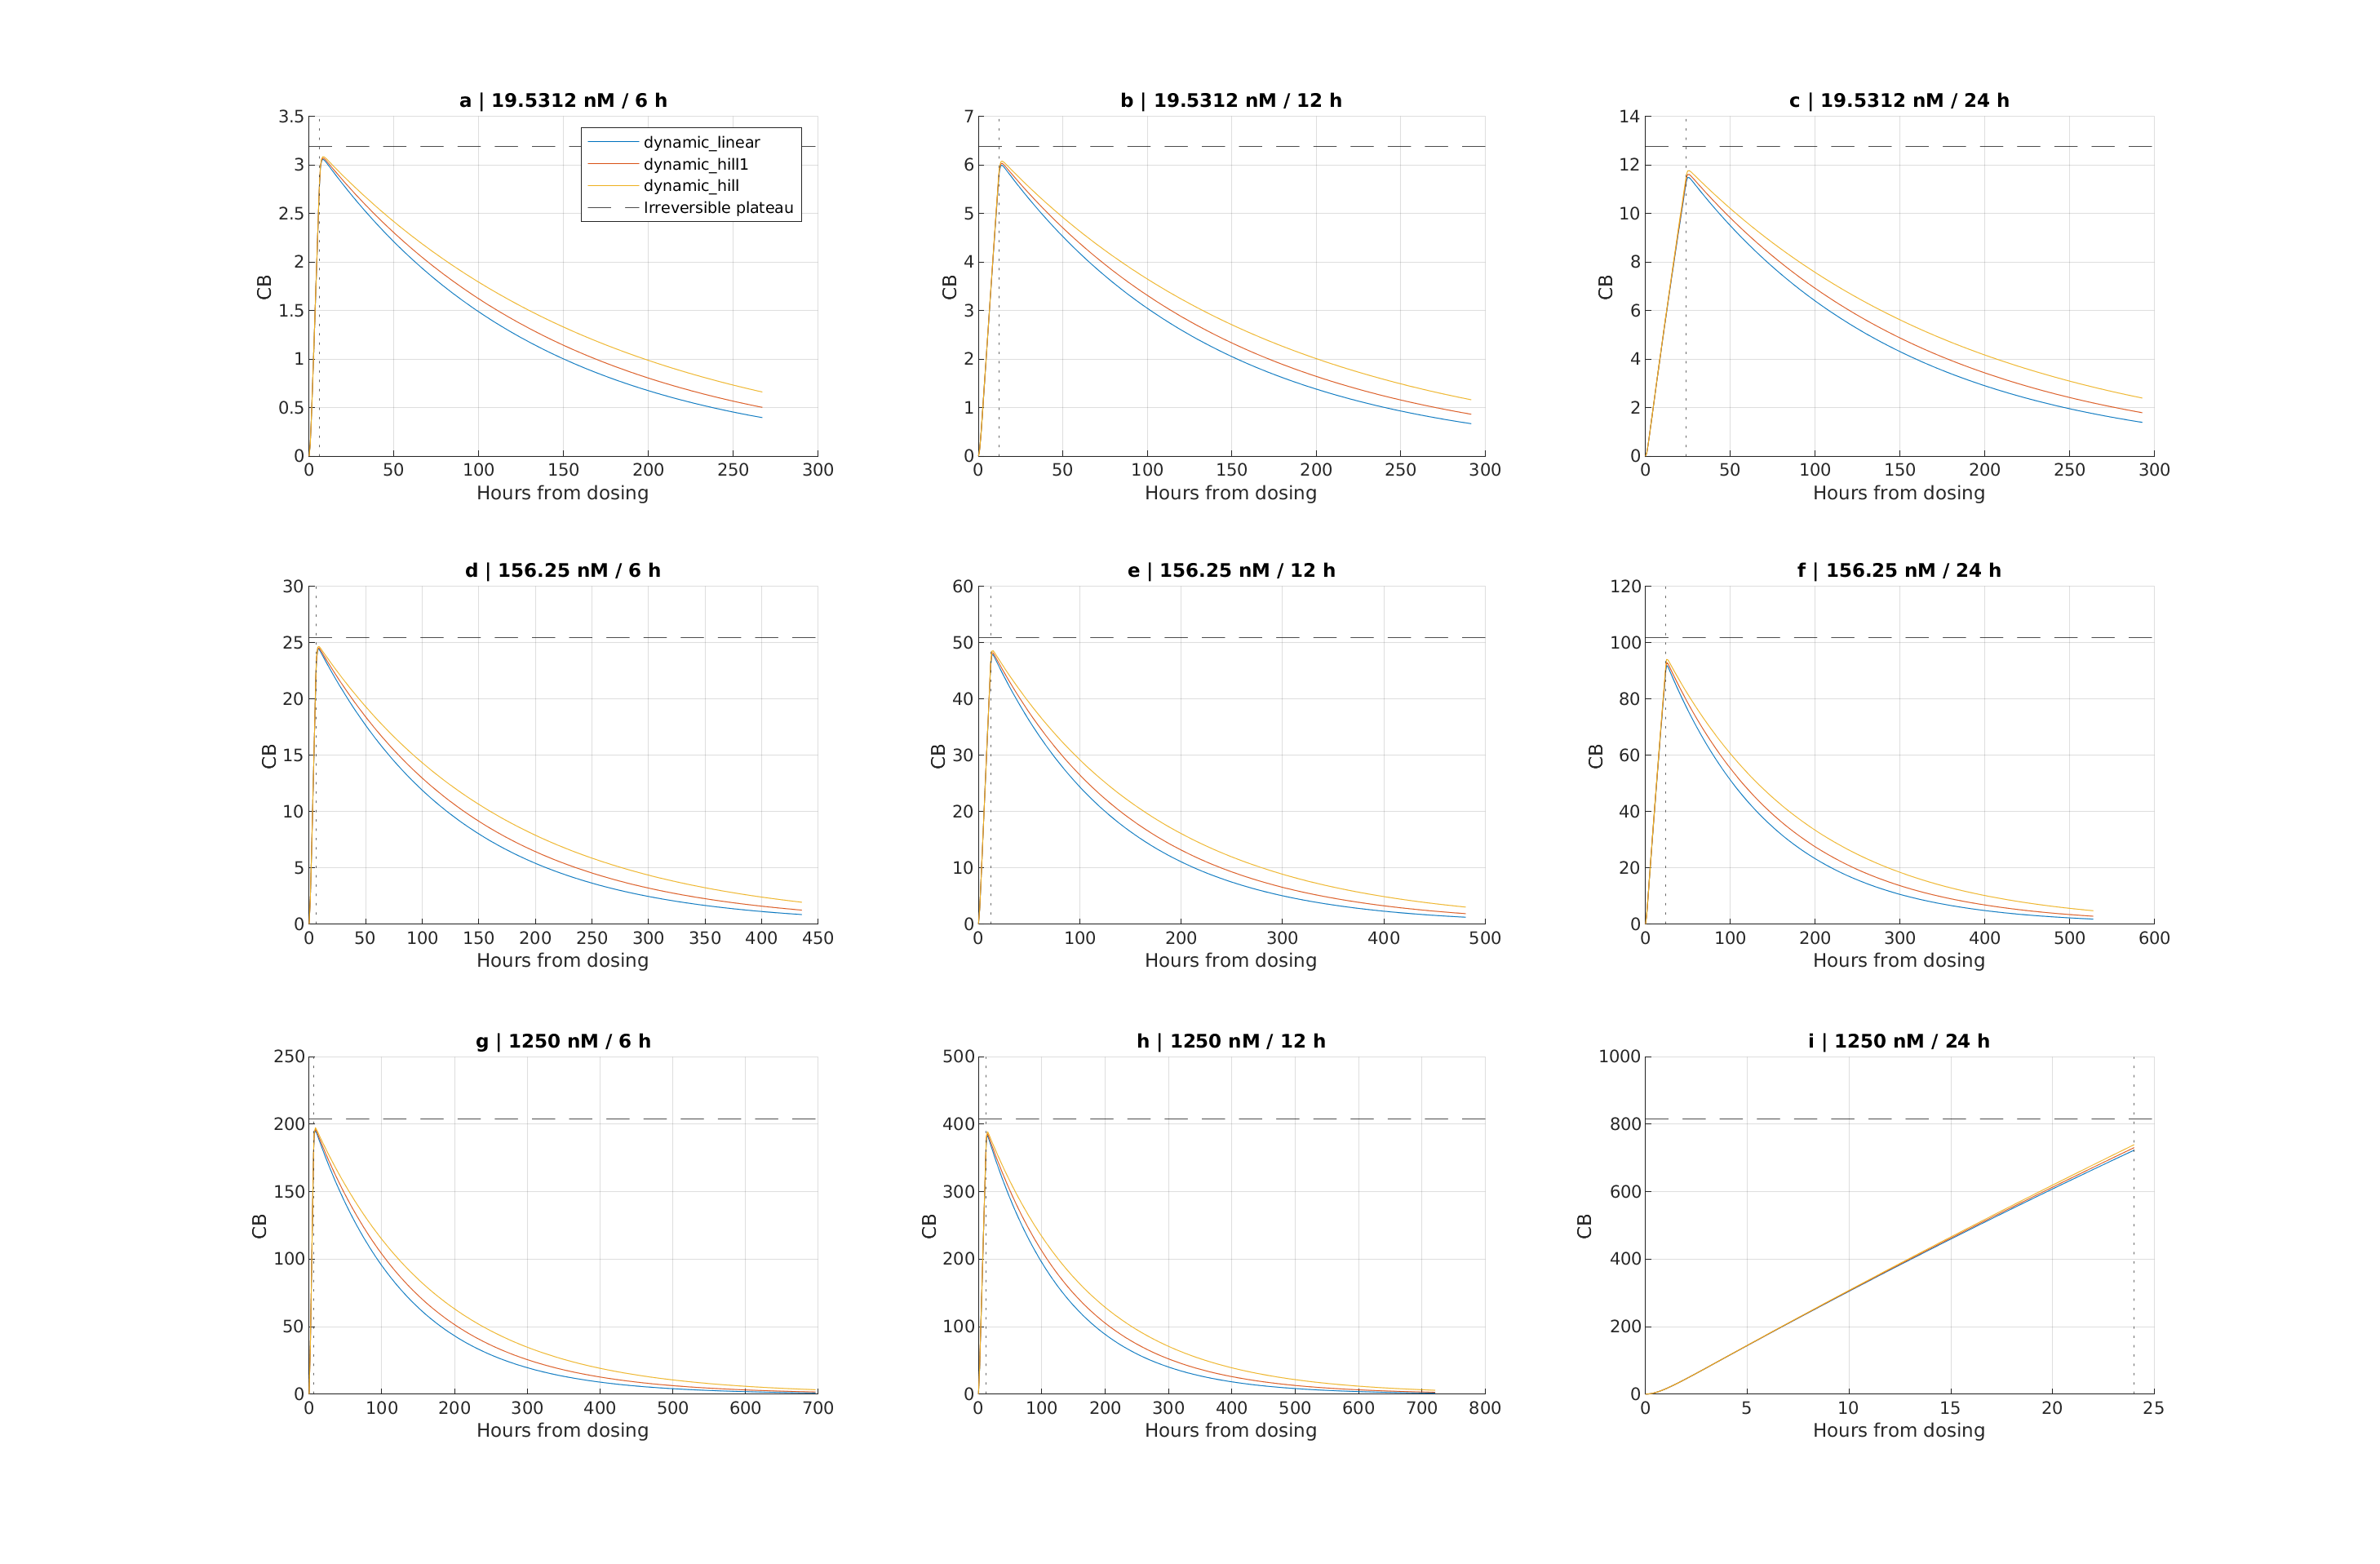 a | 19.5312 nM / 6 h
3.5
3
2.5
2
1.5
1
0.5
0
CB
0 50 100 150 200 250 300
Hours from dosing
dynamic_linear
dynamic_hill1
dynamic_hill
Irreversible plateau
b | 19.5312 nM / 12 h
7
6
5
4
3
2
1
0
CB
0 50 100 150 200 250 300
Hours from dosing
c | 19.5312 nM / 24 h
14
12
10
8
6
4
2
0
CB
0 50 100 150 200 250 300
Hours from dosing
d | 156.25 nM / 6 h
30
25
20
15
10
5
0
CB
0 50 100 150 200 250 300 350 400 450
Hours from dosing
e | 156.25 nM / 12 h
60
50
40
30
20
10
0
CB
0 100 200 300 400 500
Hours from dosing
f | 156.25 nM / 24 h
120
100
80
60
40
20
0
CB
0 100 200 300 400 500 600
Hours from dosing
g | 1250 nM / 6 h
250
200
150
100
50
0
CB
0 100 200 300 400 500 600 700
Hours from dosing
h | 1250 nM / 12 h
500
400
300
200
100
0
CB
0 100 200 300 400 500 600 700 800
Hours from dosing
i | 1250 nM / 24 h
1000
800
600
400
200
0
CB
0 5 10 15 20 25
Hours from dosing